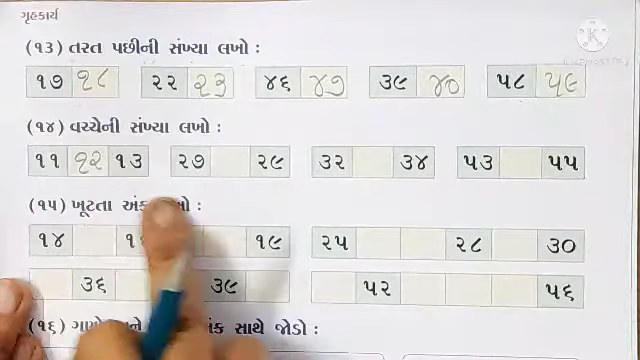 ગૃહકાર્ય
(૧૩) તરત પછીની સંખ્યા લખો :
૧૭ ૧૮ ૨૨ ૨૩ ૪૬ ૪૭ ૩૯ ૪૦ ૫૮ ૫૯
(૧૪) વચ્ચેની સંખ્યા લખો :
૧૧ ૧૨ ૧૩ ૨૭ ૨૯ ૩૨ ૩૪ ૫૩ ૫૫
(૧૫) ખૂટતા :
૧૪ ૧૯ ૨૫ ૨૮ ૩૦
૩૬ ૩૯ ૫૨ ૫૬
(૧૬) સાથે જોડો :